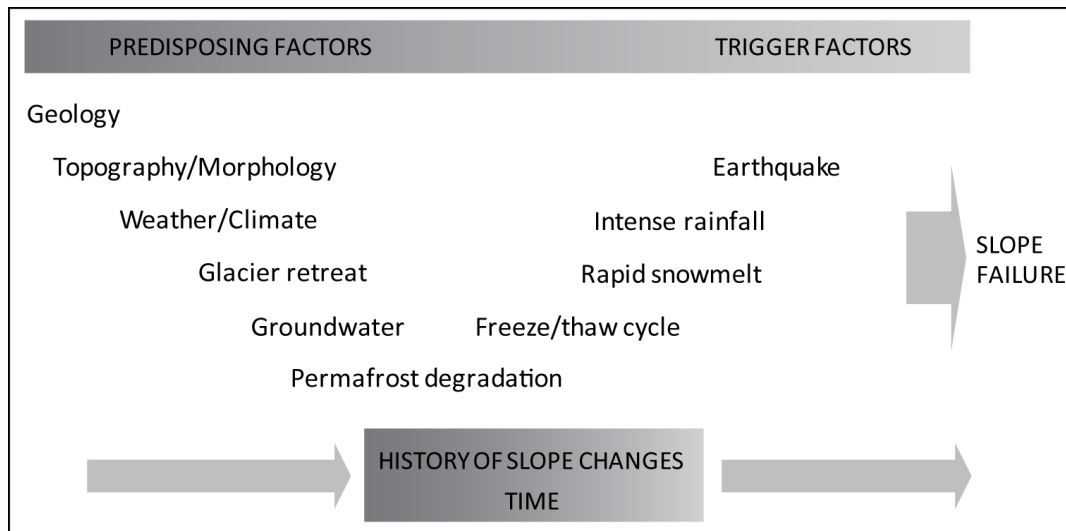 PREDISPOSING FACTORS
TRIGGER FACTORS
Geology
Topography/Morphology
Earthquake
Weather/Climate
Intense rainfall
SLOPE
FAILURE
Glacier retreat
Rapid snowmelt
Groundwater
Freeze/thaw cycle
Permafrost degradation
HISTORY OF SLOPE CHANGES
TIME